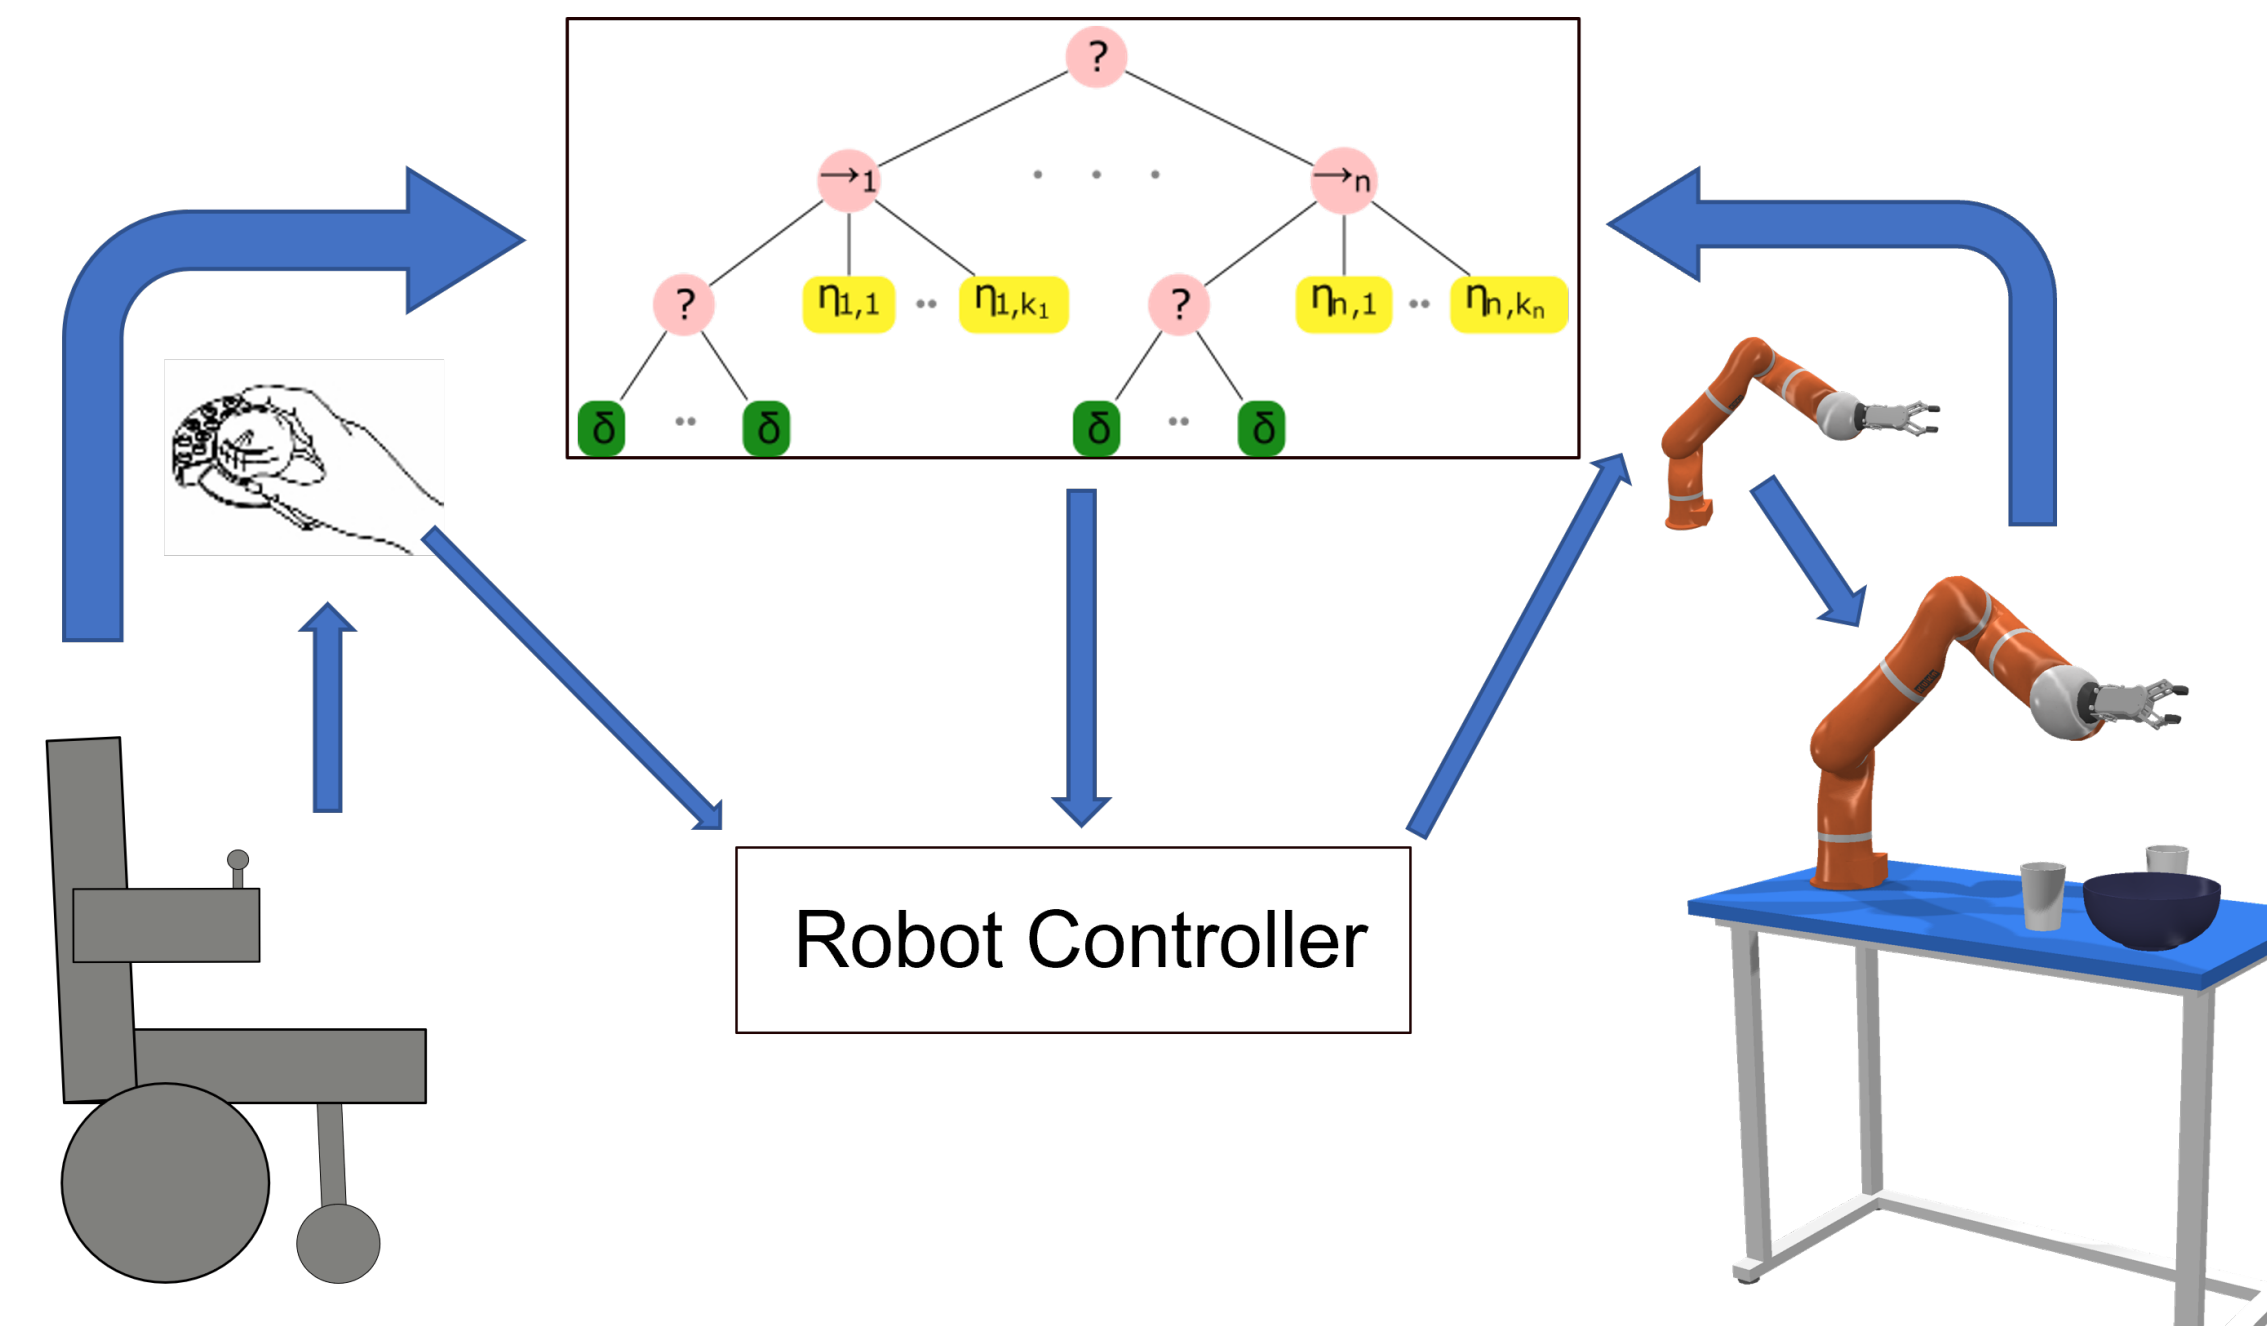 ?
→1 . . . →n
? η1,1 .. η1,k1 ? ηn,1 .. ηn,kn
δ .. δ δ .. δ
Robot Controller